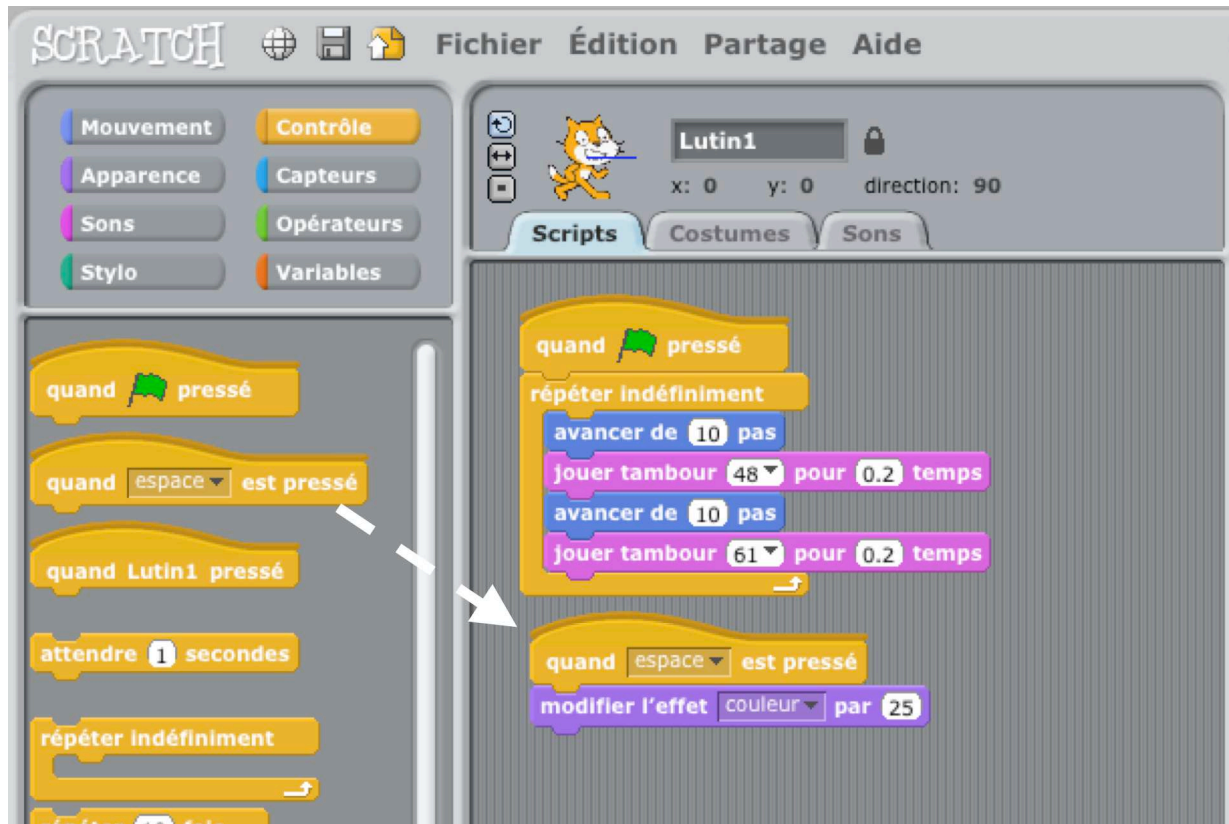 SCRATCH Fichier Édition Partage Aide
Mouvement Contrôle
Apparence Capteurs
Sons Opérateurs
Stylo Variables
Lutin1
x: 0 y: 0 direction: 90
Scripts Costumes Sons
quand pressé
quand espace est pressé
quand Lutin1 pressé
attendre 1 secondes
répéter indéfiniment
quand pressé
répéter indéfiniment
avancer de 10 pas
jouer tambour 48 pour 0.2 temps
avancer de 10 pas
jouer tambour 61 pour 0.2 temps
quand espace est pressé
modifier l'effet couleur par 25